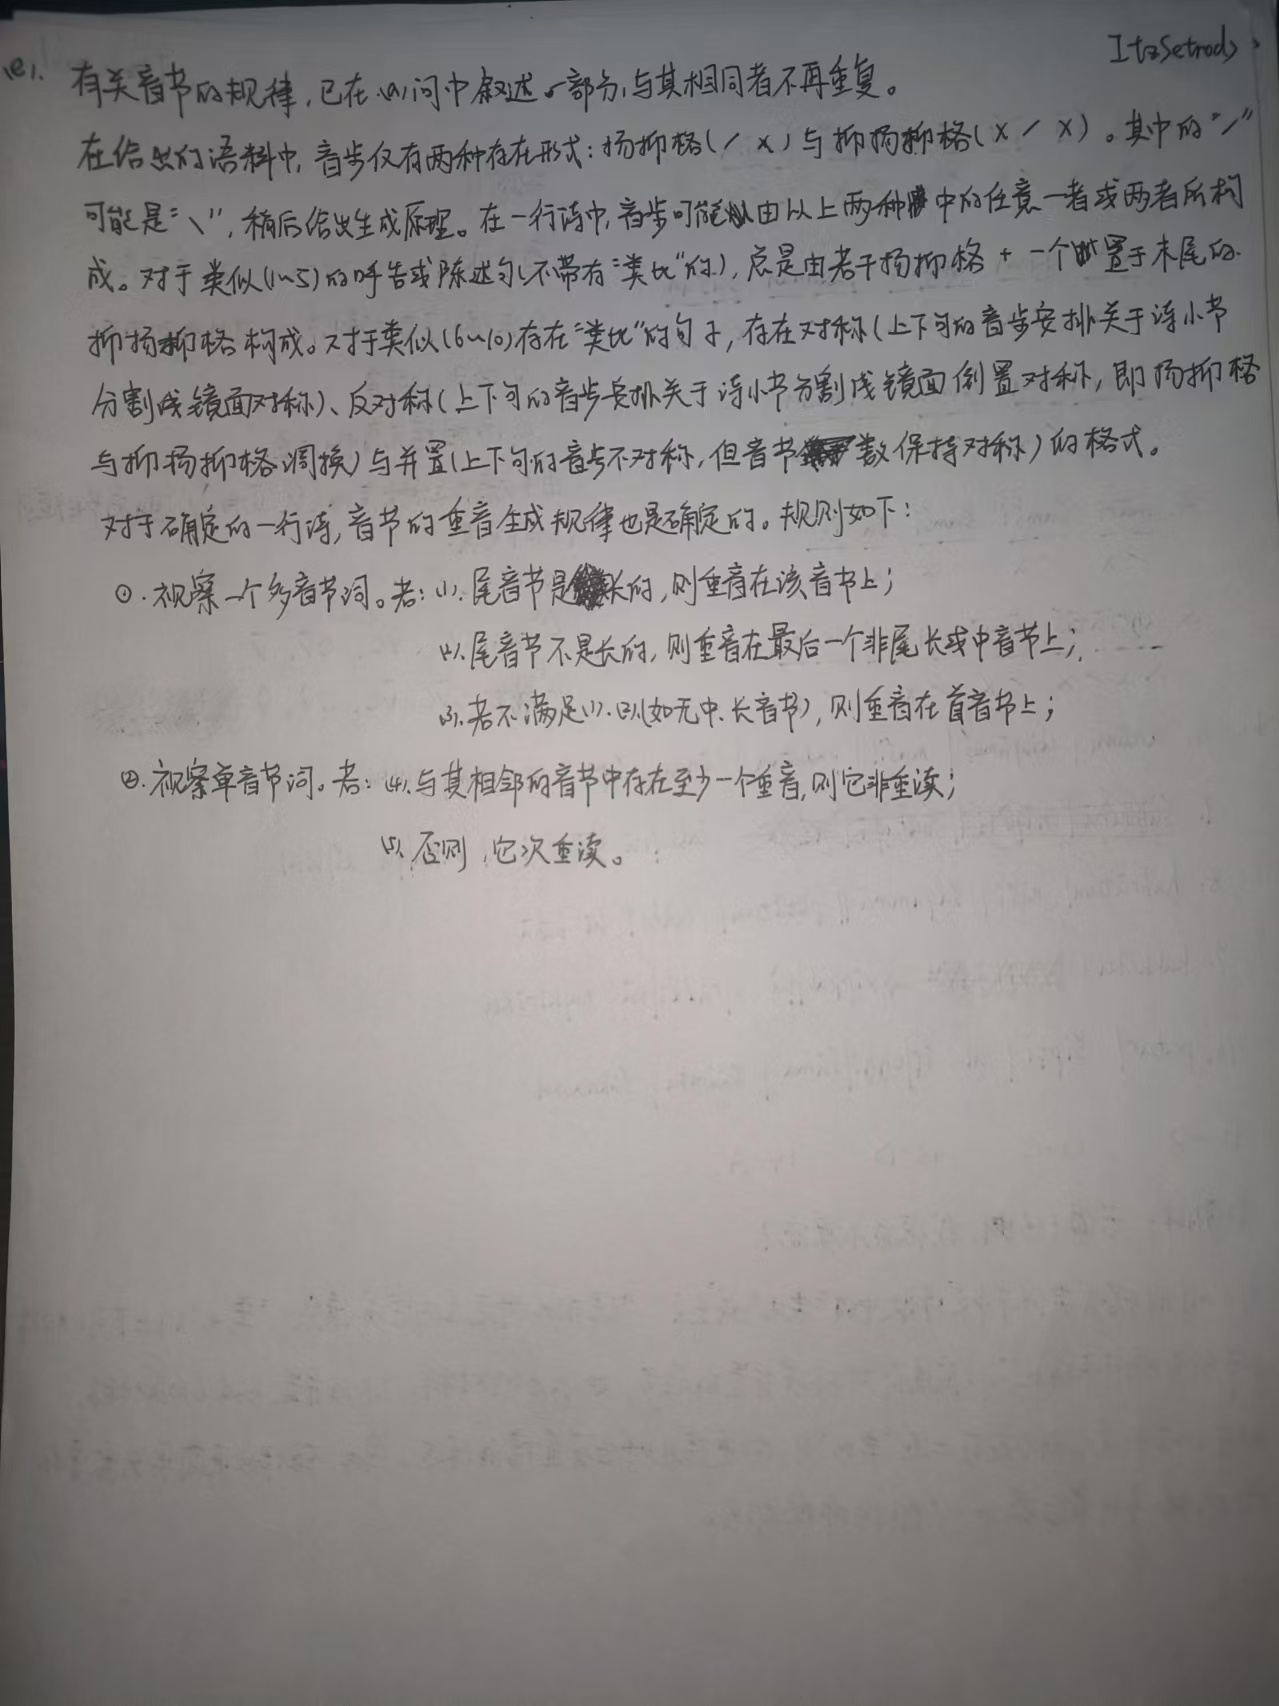 ItzSetrods
(e). 有关音节的规律，已在(a)问中叙述一部分，与其相同者不再重复。
在给出的语料中，音步仅有两种存在形式：扬抑格(／ x)与抑扬抑格(x ／ x)。其中的"／"
可能是"＼"，稍后给出生成原理。在一行诗中，音步可能由以上两种中的任意一者或两者所构
成。对于类似(1~5)的呼告或陈述句(不带有"类比"的)，总是由若干扬抑格 + 一个置于末尾的
抑扬抑格构成。对于类似(6~10)存在"类比"的句子，存在对称(上下句的音步安排关于诗小节
分割线镜面对称)、反对称(上下句的音步安排关于诗小节分割线镜面倒置对称，即扬抑格
与抑扬抑格调换)与并置(上下句的音步不对称，但音节数保持对称)的格式。
对于确定的一行诗，音节的重音生成规律也是确定的。规则如下：
①. 视察一个多音节词。若：(1). 尾音节是长的，则重音在该音节上；
(2). 尾音节不是长的，则重音在最后一个非尾长或中音节上；
(3). 若不满足(1).(2)(如无中.长音节)，则重音在首音节上；
②. 视察单音节词。若：(4). 与其相邻的音节中存在至少一个重音，则它非重读；
(5). 否则，它次重读。